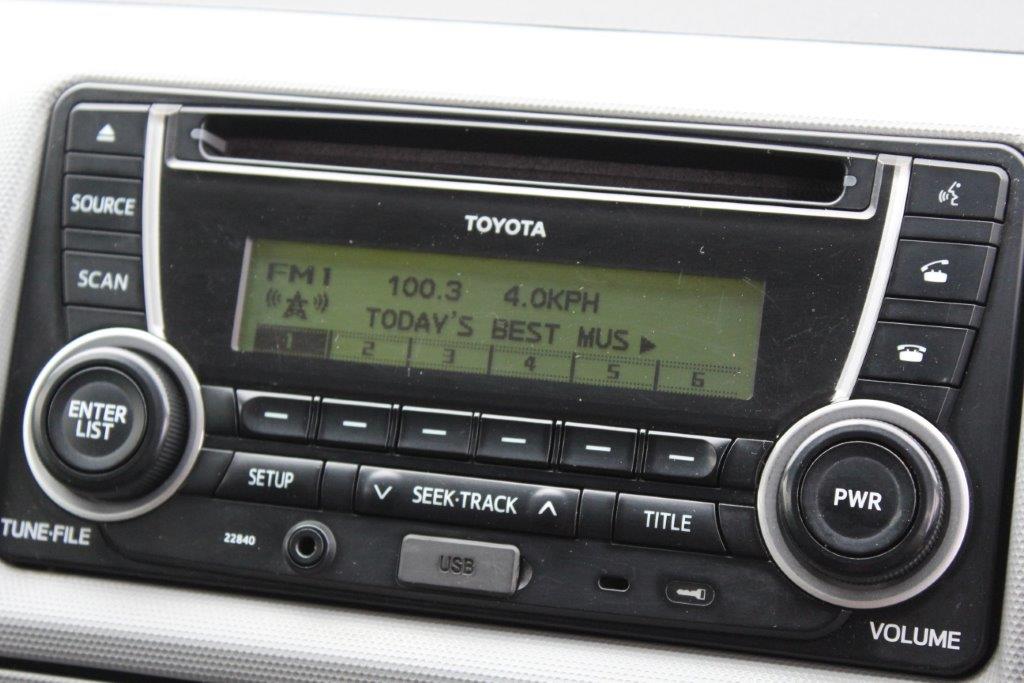 SOURCE
SCAN
TOYOTA
FM1 100.3 4.0KPH
TODAY'S BEST MUS
1 2 3 4 5 6
ENTER
LIST
SETUP
SEEK·TRACK
TITLE
PWR
TUNE·FILE
22840
USB
VOLUME